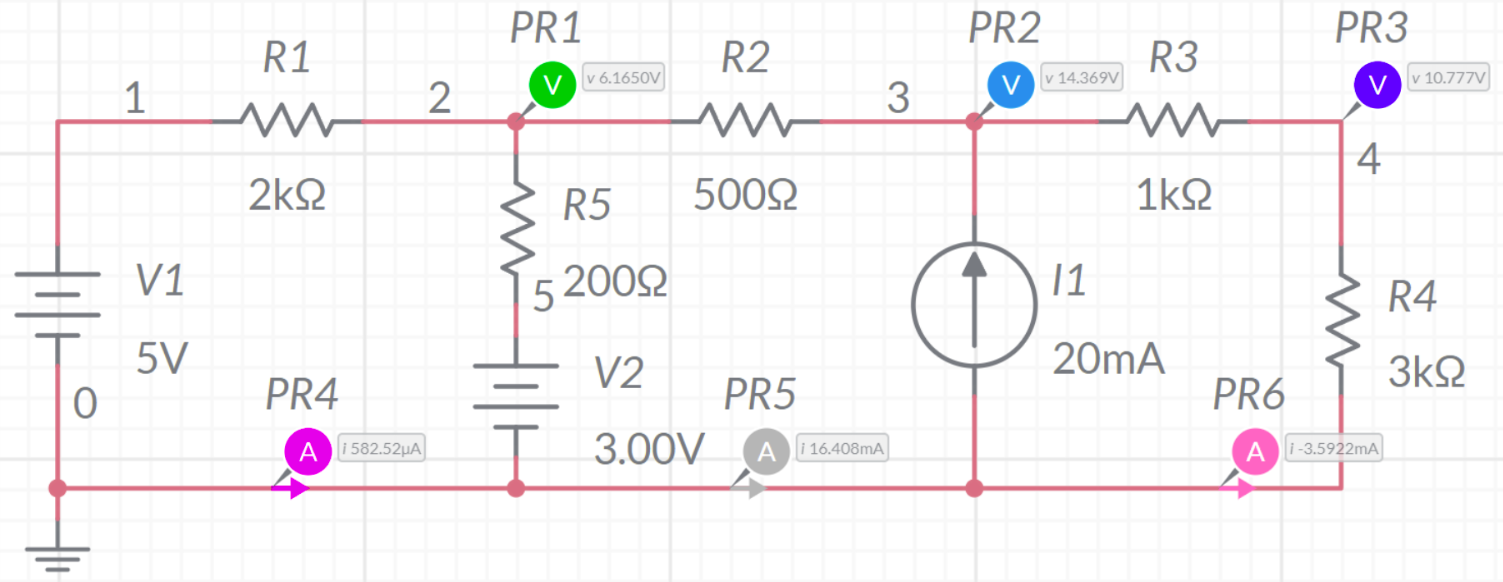 PR1
PR2
PR3
R1
V
v 6.1650V
R2
V
v 14.369V
R3
V
v 10.777V
1
2
3
4
2kΩ
R5
500Ω
1kΩ
V1
5
200Ω
I1
R4
5V
V2
20mA
3kΩ
0
PR4
PR5
PR6
A
i 582.52µA
3.00V
A
i 16.408mA
A
i -3.5922mA